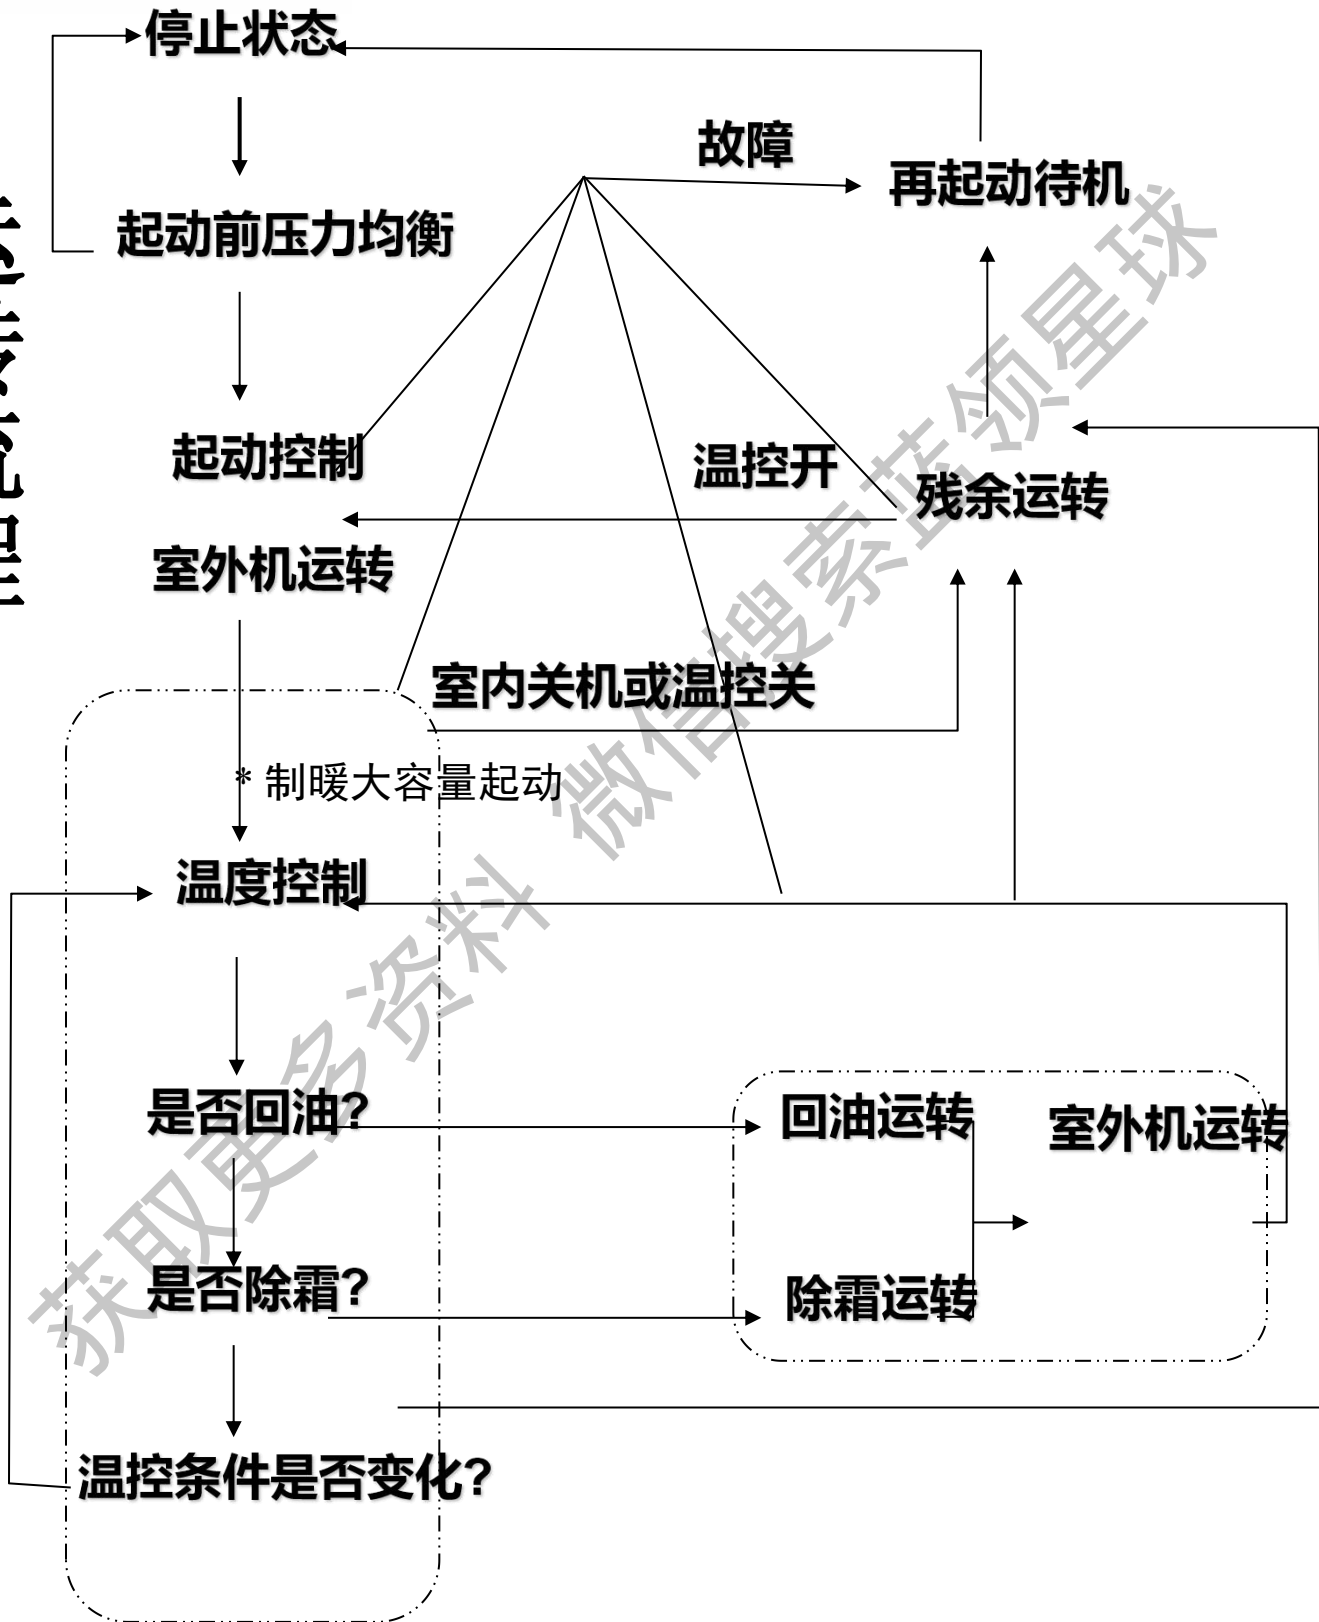 停止状态
故障
再起动待机
起动前压力均衡
起动控制
温控开
残余运转
室外机运转
室内关机或温控关
* 制暖大容量起动
温度控制
是否回油?
回油运转
室外机运转
是否除霜?
除霜运转
温控条件是否变化?
获取更多资料 微信搜索蓝领星球